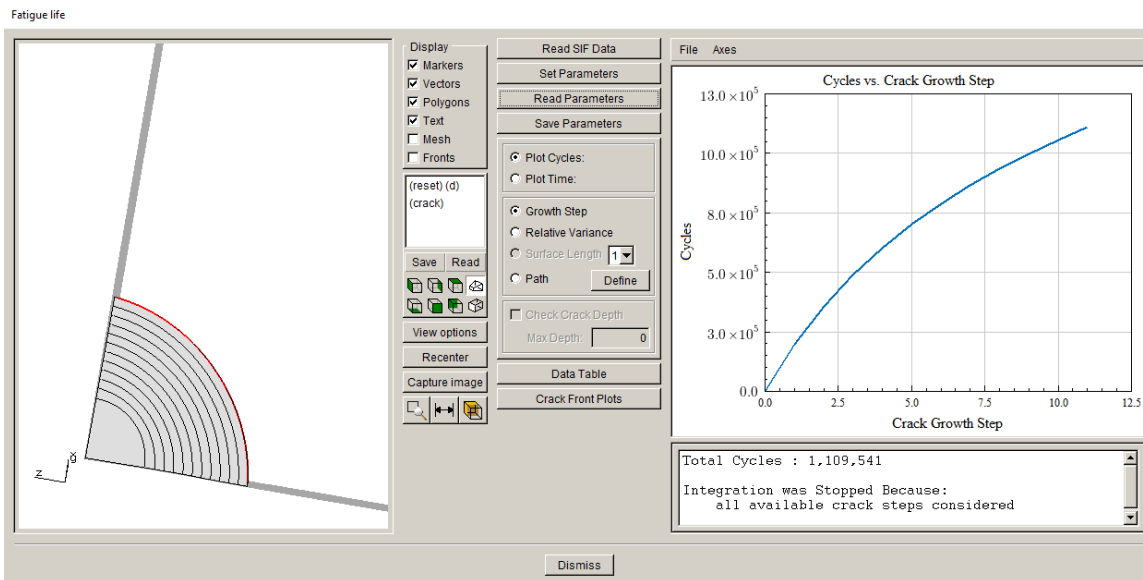 Fatigue life
x
y
z
Display
Markers
Vectors
Polygons
Text
Mesh
Fronts
(reset) (d)
(crack)
Save Read
View options
Recenter
Capture image
Read SIF Data
Set Parameters
Read Parameters
Save Parameters
Plot Cycles:
Plot Time:
Growth Step
Relative Variance
Surface Length 1
Path Define
Check Crack Depth
Max Depth: 0
Data Table
Crack Front Plots
File Axes
Cycles vs. Crack Growth Step
13.0 × 10⁵
10.0 × 10⁵
8.0 × 10⁵
5.0 × 10⁵
3.0 × 10⁵
0.0
Cycles
0.0 2.5 5.0 7.5 10.0 12.5
Crack Growth Step
Total Cycles : 1,109,541
Integration was Stopped Because:
all available crack steps considered
Dismiss